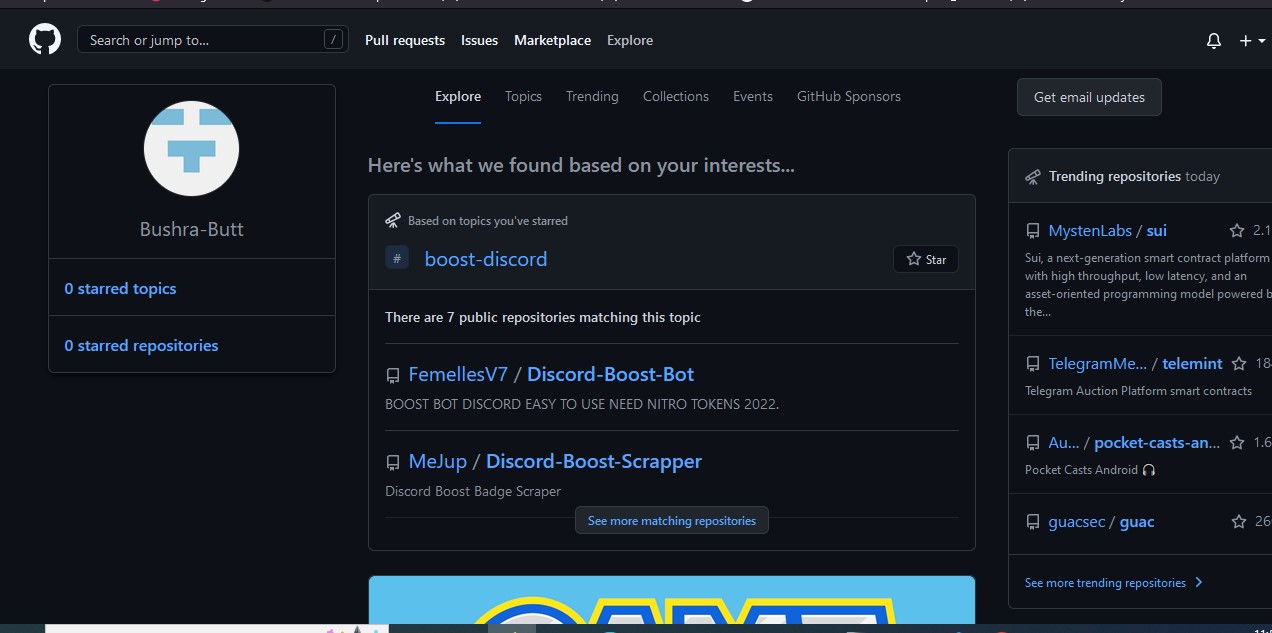 Search or jump to...
/
Pull requests
Issues
Marketplace
Explore
Explore
Topics
Trending
Collections
Events
GitHub Sponsors
Get email updates
Bushra-Butt
0 starred topics
0 starred repositories
Here's what we found based on your interests...
Based on topics you've starred
# boost-discord
Star
There are 7 public repositories matching this topic
FemellesV7 / Discord-Boost-Bot
BOOST BOT DISCORD EASY TO USE NEED NITRO TOKENS 2022.
MeJup / Discord-Boost-Scrapper
Discord Boost Badge Scraper
See more matching repositories
Trending repositories today
MystenLabs / sui
2.1
Sui, a next-generation smart contract platform
with high throughput, low latency, and an
asset-oriented programming model powered b
the...
TelegramMe... / telemint
18
Telegram Auction Platform smart contracts
Au... / pocket-casts-an...
1.6
Pocket Casts Android 🎧
guacsec / guac
26
See more trending repositories